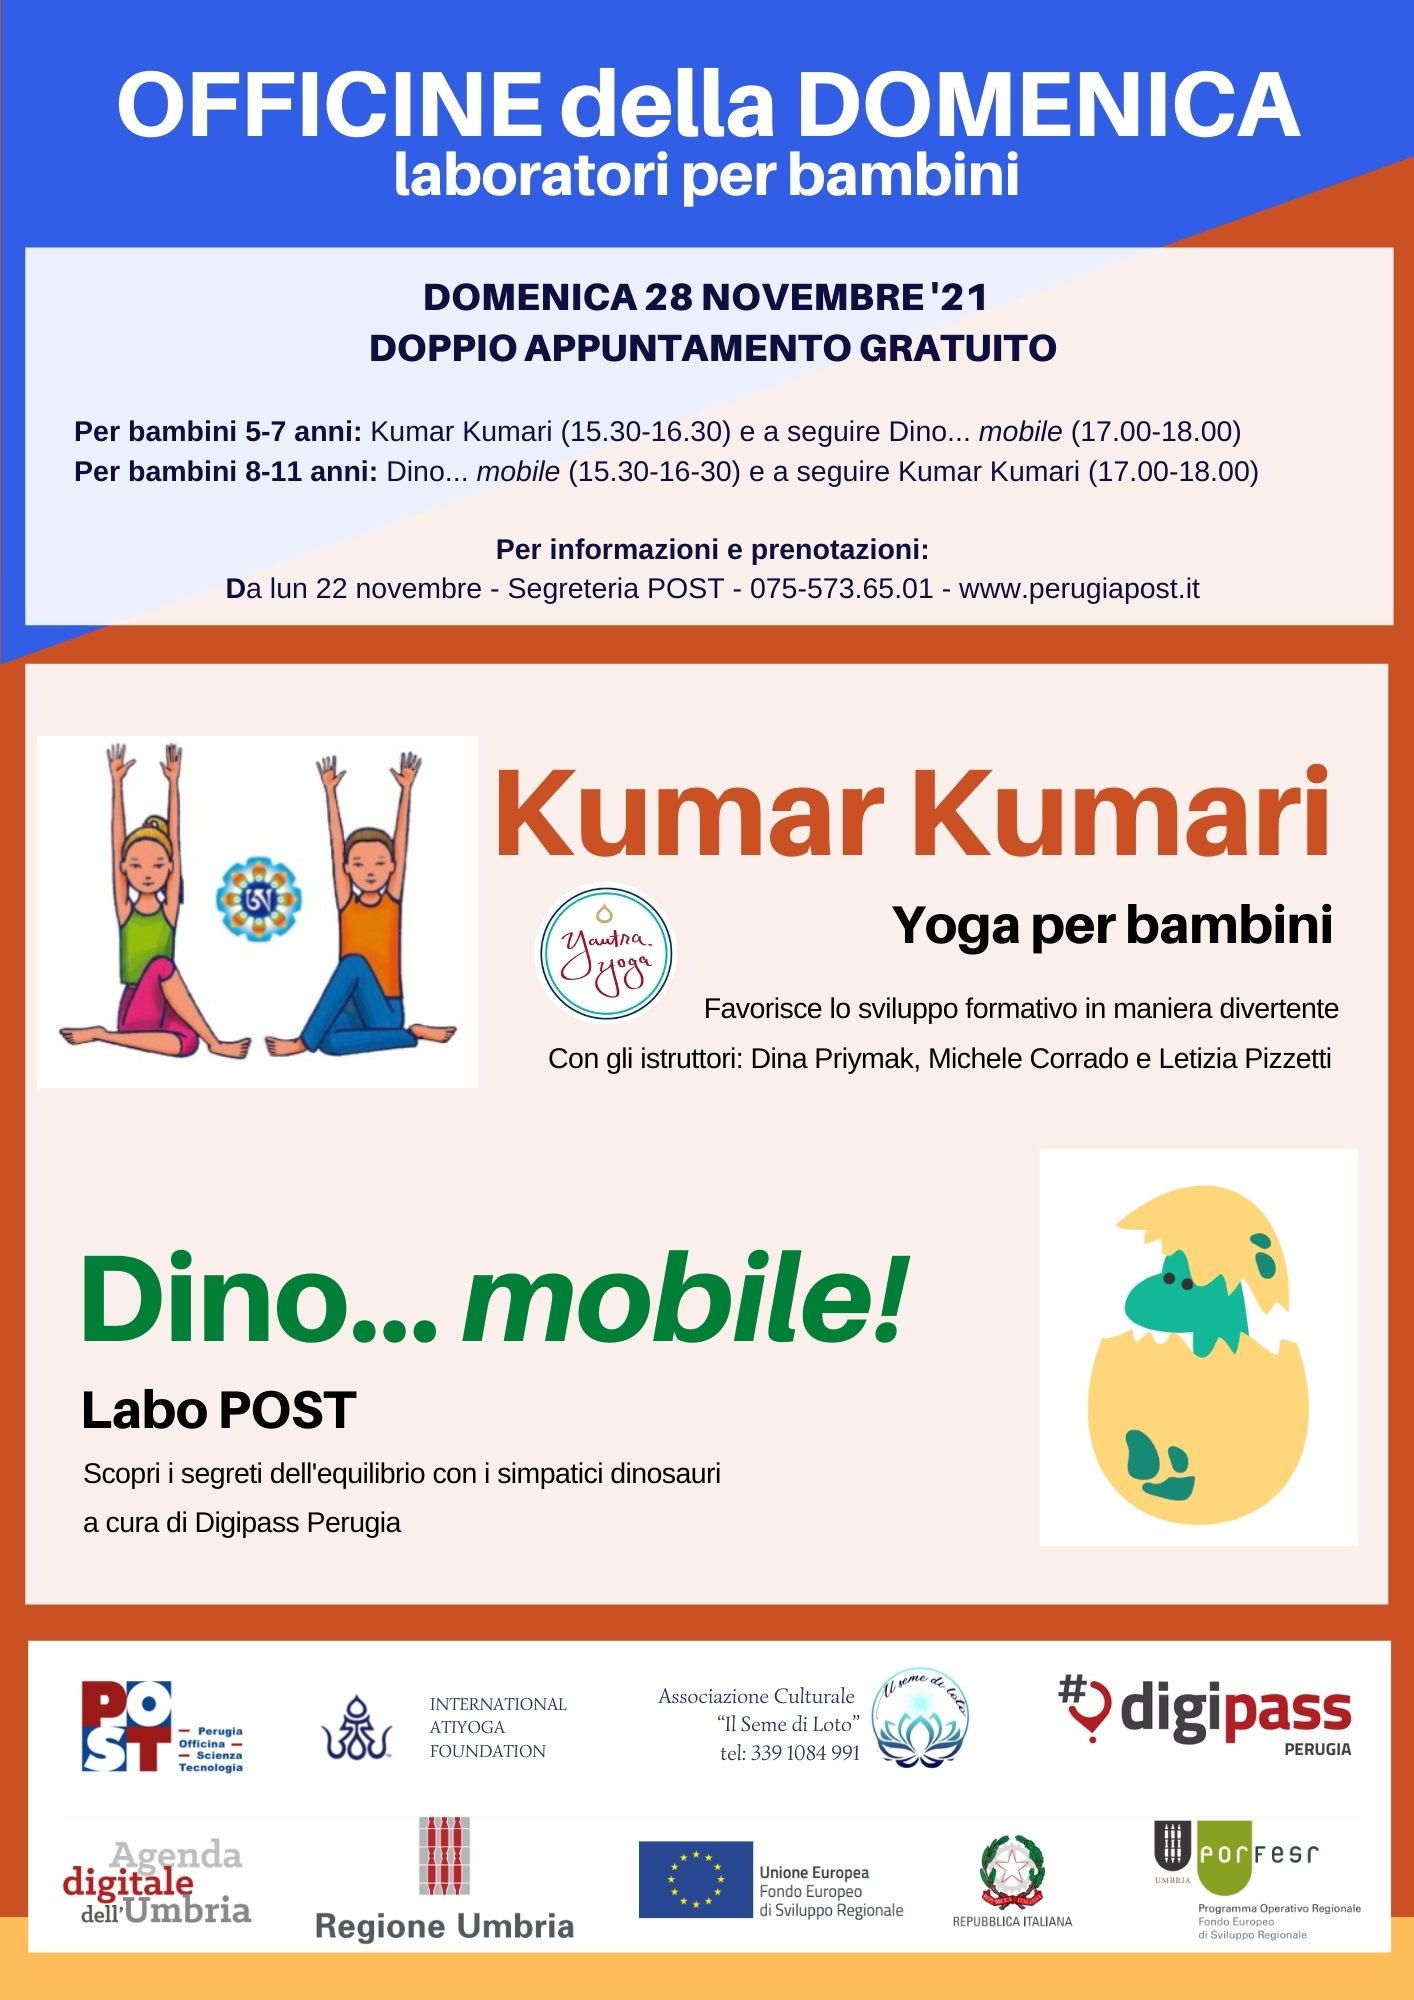 OFFICINE della DOMENICA
laboratori per bambini
DOMENICA 28 NOVEMBRE '21
DOPPIO APPUNTAMENTO GRATUITO
Per bambini 5-7 anni: Kumar Kumari (15.30-16.30) e a seguire Dino... mobile (17.00-18.00)
Per bambini 8-11 anni: Dino... mobile (15.30-16-30) e a seguire Kumar Kumari (17.00-18.00)
Per informazioni e prenotazioni:
Da lun 22 novembre - Segreteria POST - 075-573.65.01 - www.perugiapost.it
Kumar Kumari
Yantra
Yoga
Yoga per bambini
Favorisce lo sviluppo formativo in maniera divertente
Con gli istruttori: Dina Priymak, Michele Corrado e Letizia Pizzetti
Dino... mobile!
Labo POST
Scopri i segreti dell'equilibrio con i simpatici dinosauri
a cura di Digipass Perugia
POST
Perugia
Officina
Scienza
Tecnologia
INTERNATIONAL
ATIYOGA
FOUNDATION
Associazione Culturale
“Il Seme di Loto”
tel: 339 1084 991
Il seme di loto
#digipass
PERUGIA
Agenda
digitale
dell'Umbria
Regione Umbria
Unione Europea
Fondo Europeo
di Sviluppo Regionale
REPUBBLICA ITALIANA
UMBRIA
porfesr
Programma Operativo Regionale
Fondo Europeo
di Sviluppo Regionale